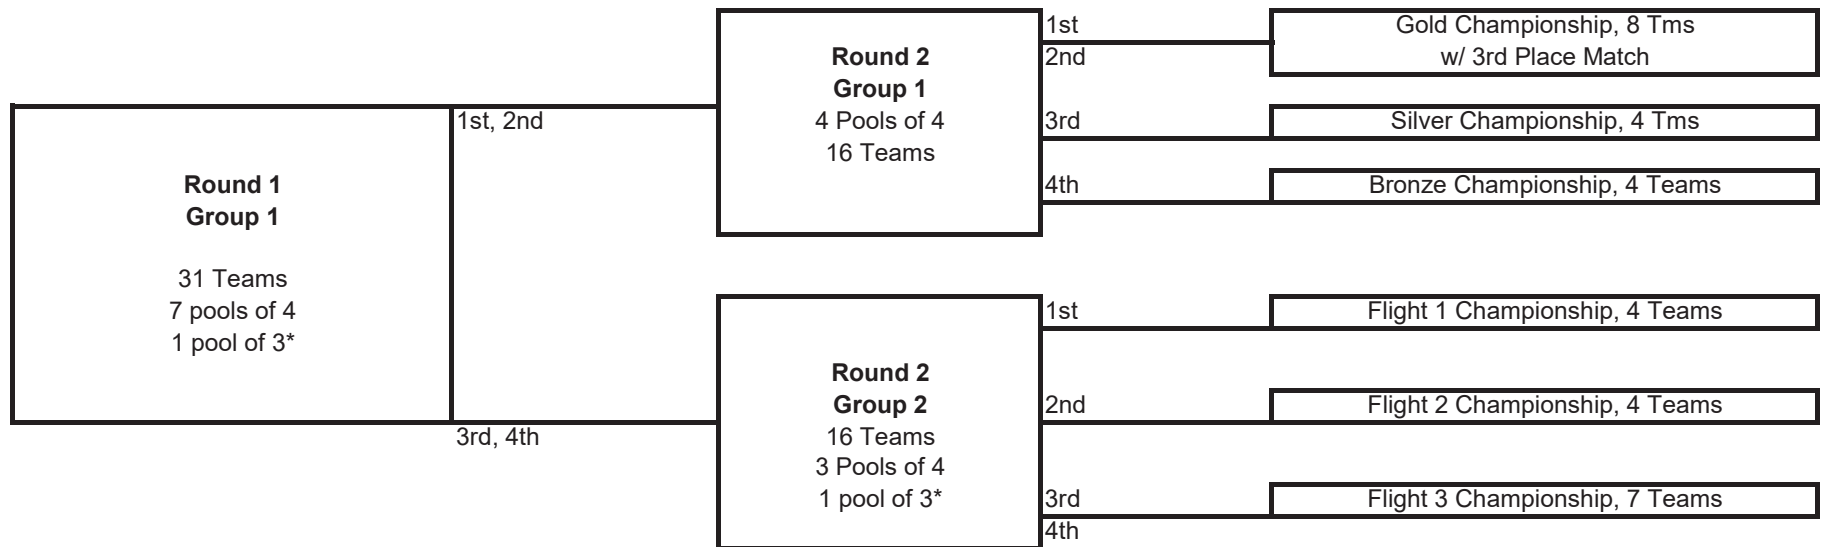 Round 1
Group 1
31 Teams
7 pools of 4
1 pool of 3*
1st, 2nd
3rd, 4th
Round 2
Group 1
4 Pools of 4
16 Teams
1st
2nd
3rd
4th
Gold Championship, 8 Tms
w/ 3rd Place Match
Silver Championship, 4 Tms
Bronze Championship, 4 Teams
Round 2
Group 2
16 Teams
3 Pools of 4
1 pool of 3*
1st
2nd
3rd
4th
Flight 1 Championship, 4 Teams
Flight 2 Championship, 4 Teams
Flight 3 Championship, 7 Teams